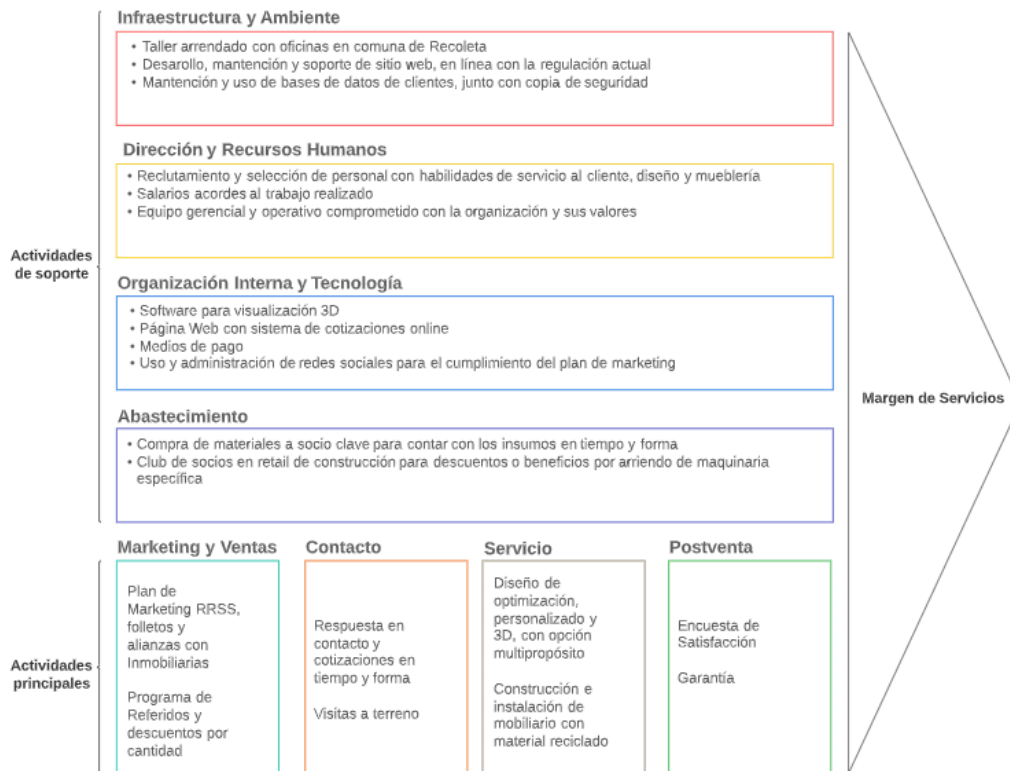 Infraestructura y Ambiente
• Taller arrendado con oficinas en comuna de Recoleta
• Desarollo, mantención y soporte de sitio web, en línea con la regulación actual
• Mantención y uso de bases de datos de clientes, junto con copia de seguridad
Dirección y Recursos Humanos
• Reclutamiento y selección de personal con habilidades de servicio al cliente, diseño y mueblería
• Salarios acordes al trabajo realizado
• Equipo gerencial y operativo comprometido con la organización y sus valores
Actividades
de soporte
Organización Interna y Tecnología
• Software para visualización 3D
• Página Web con sistema de cotizaciones online
• Medios de pago
• Uso y administración de redes sociales para el cumplimiento del plan de marketing
Abastecimiento
• Compra de materiales a socio clave para contar con los insumos en tiempo y forma
• Club de socios en retail de construcción para descuentos o beneficios por arriendo de maquinaria
específica
Margen de Servicios
Actividades
principales
Marketing y Ventas
Plan de
Marketing RRSS,
folletos y
alianzas con
Inmobiliarias
Programa de
Referidos y
descuentos por
cantidad
Contacto
Respuesta en
contacto y
cotizaciones en
tiempo y forma
Visitas a terreno
Servicio
Diseño de
optimización,
personalizado y
3D, con opción
multipropósito
Construcción e
instalación de
mobiliario con
material reciclado
Postventa
Encuesta de
Satisfacción
Garantía